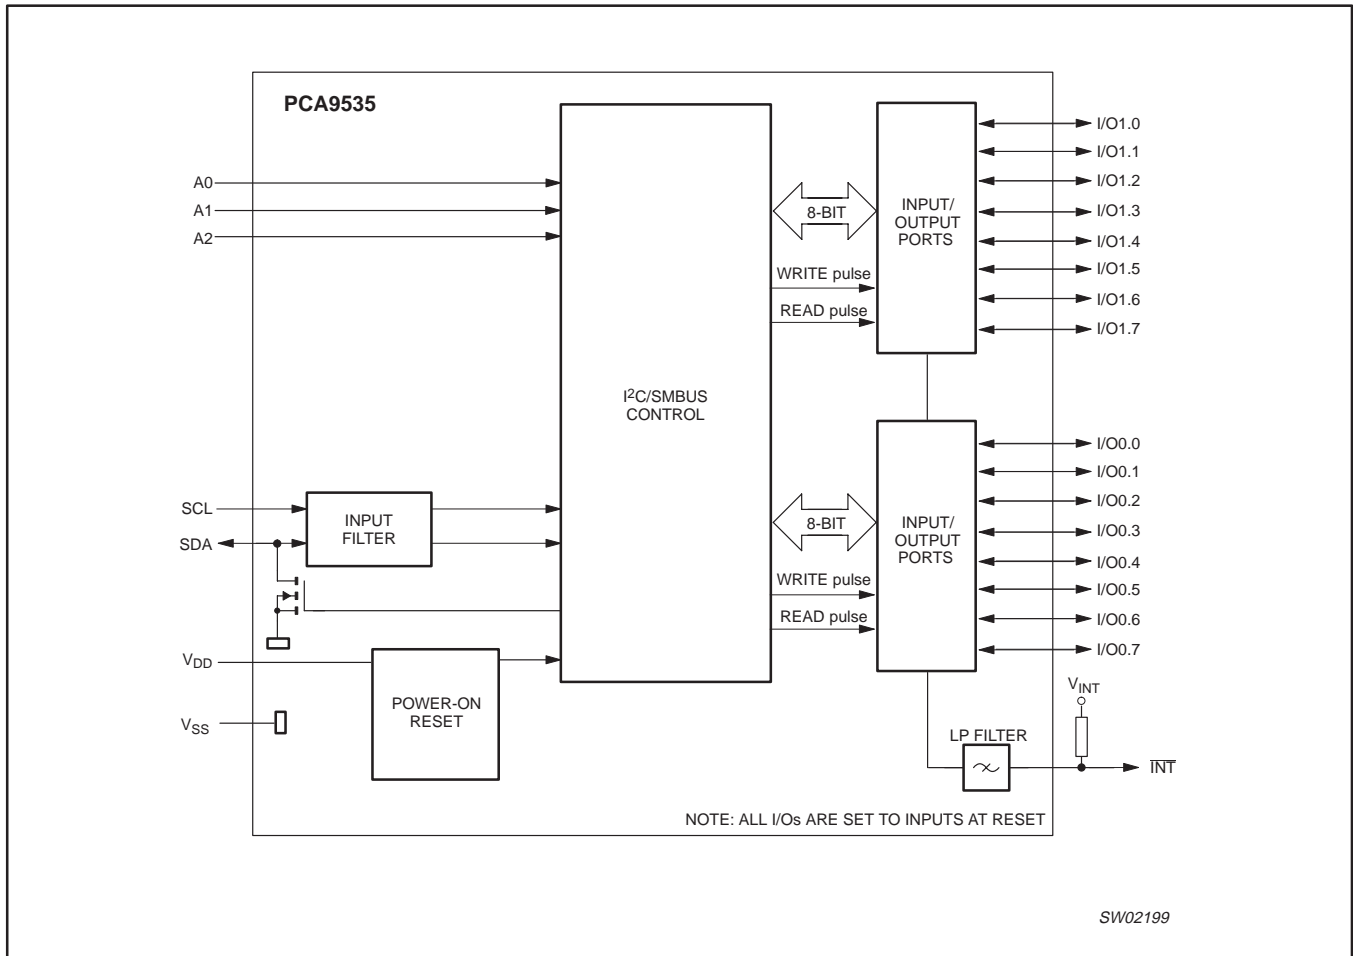 PCA9535
A0
A1
A2
SCL
SDA
VDD
VSS
INPUT
FILTER
POWER-ON
RESET
I2C/SMBUS
CONTROL
8-BIT
WRITE pulse
READ pulse
INPUT/
OUTPUT
PORTS
I/O1.0
I/O1.1
I/O1.2
I/O1.3
I/O1.4
I/O1.5
I/O1.6
I/O1.7
8-BIT
WRITE pulse
READ pulse
INPUT/
OUTPUT
PORTS
I/O0.0
I/O0.1
I/O0.2
I/O0.3
I/O0.4
I/O0.5
I/O0.6
I/O0.7
VINT
LP FILTER
INT
NOTE: ALL I/Os ARE SET TO INPUTS AT RESET
SW02199